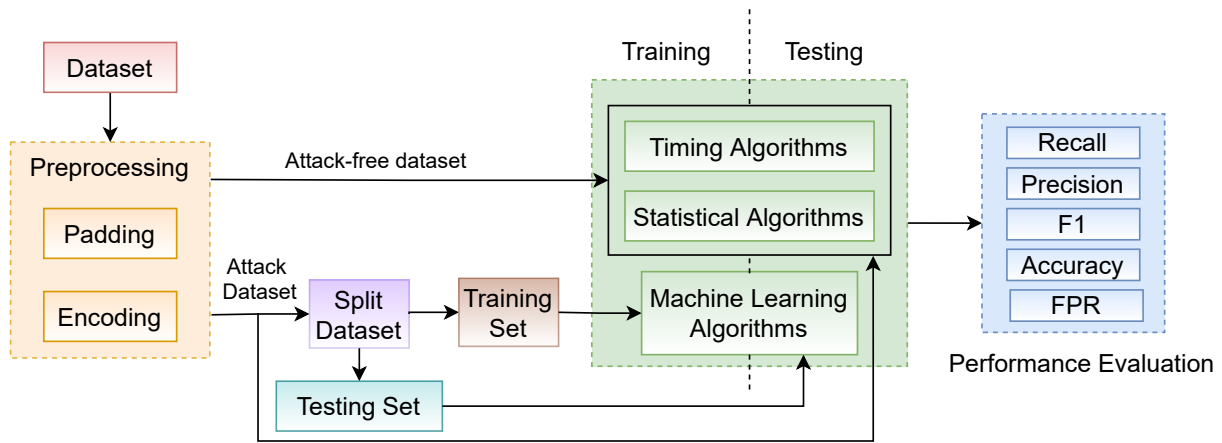 Dataset
Preprocessing
Padding
Encoding
Attack-free dataset
Attack
Dataset
Split
Dataset
Training
Set
Testing Set
Training
Testing
Timing Algorithms
Statistical Algorithms
Machine Learning
Algorithms
Recall
Precision
F1
Accuracy
FPR
Performance Evaluation